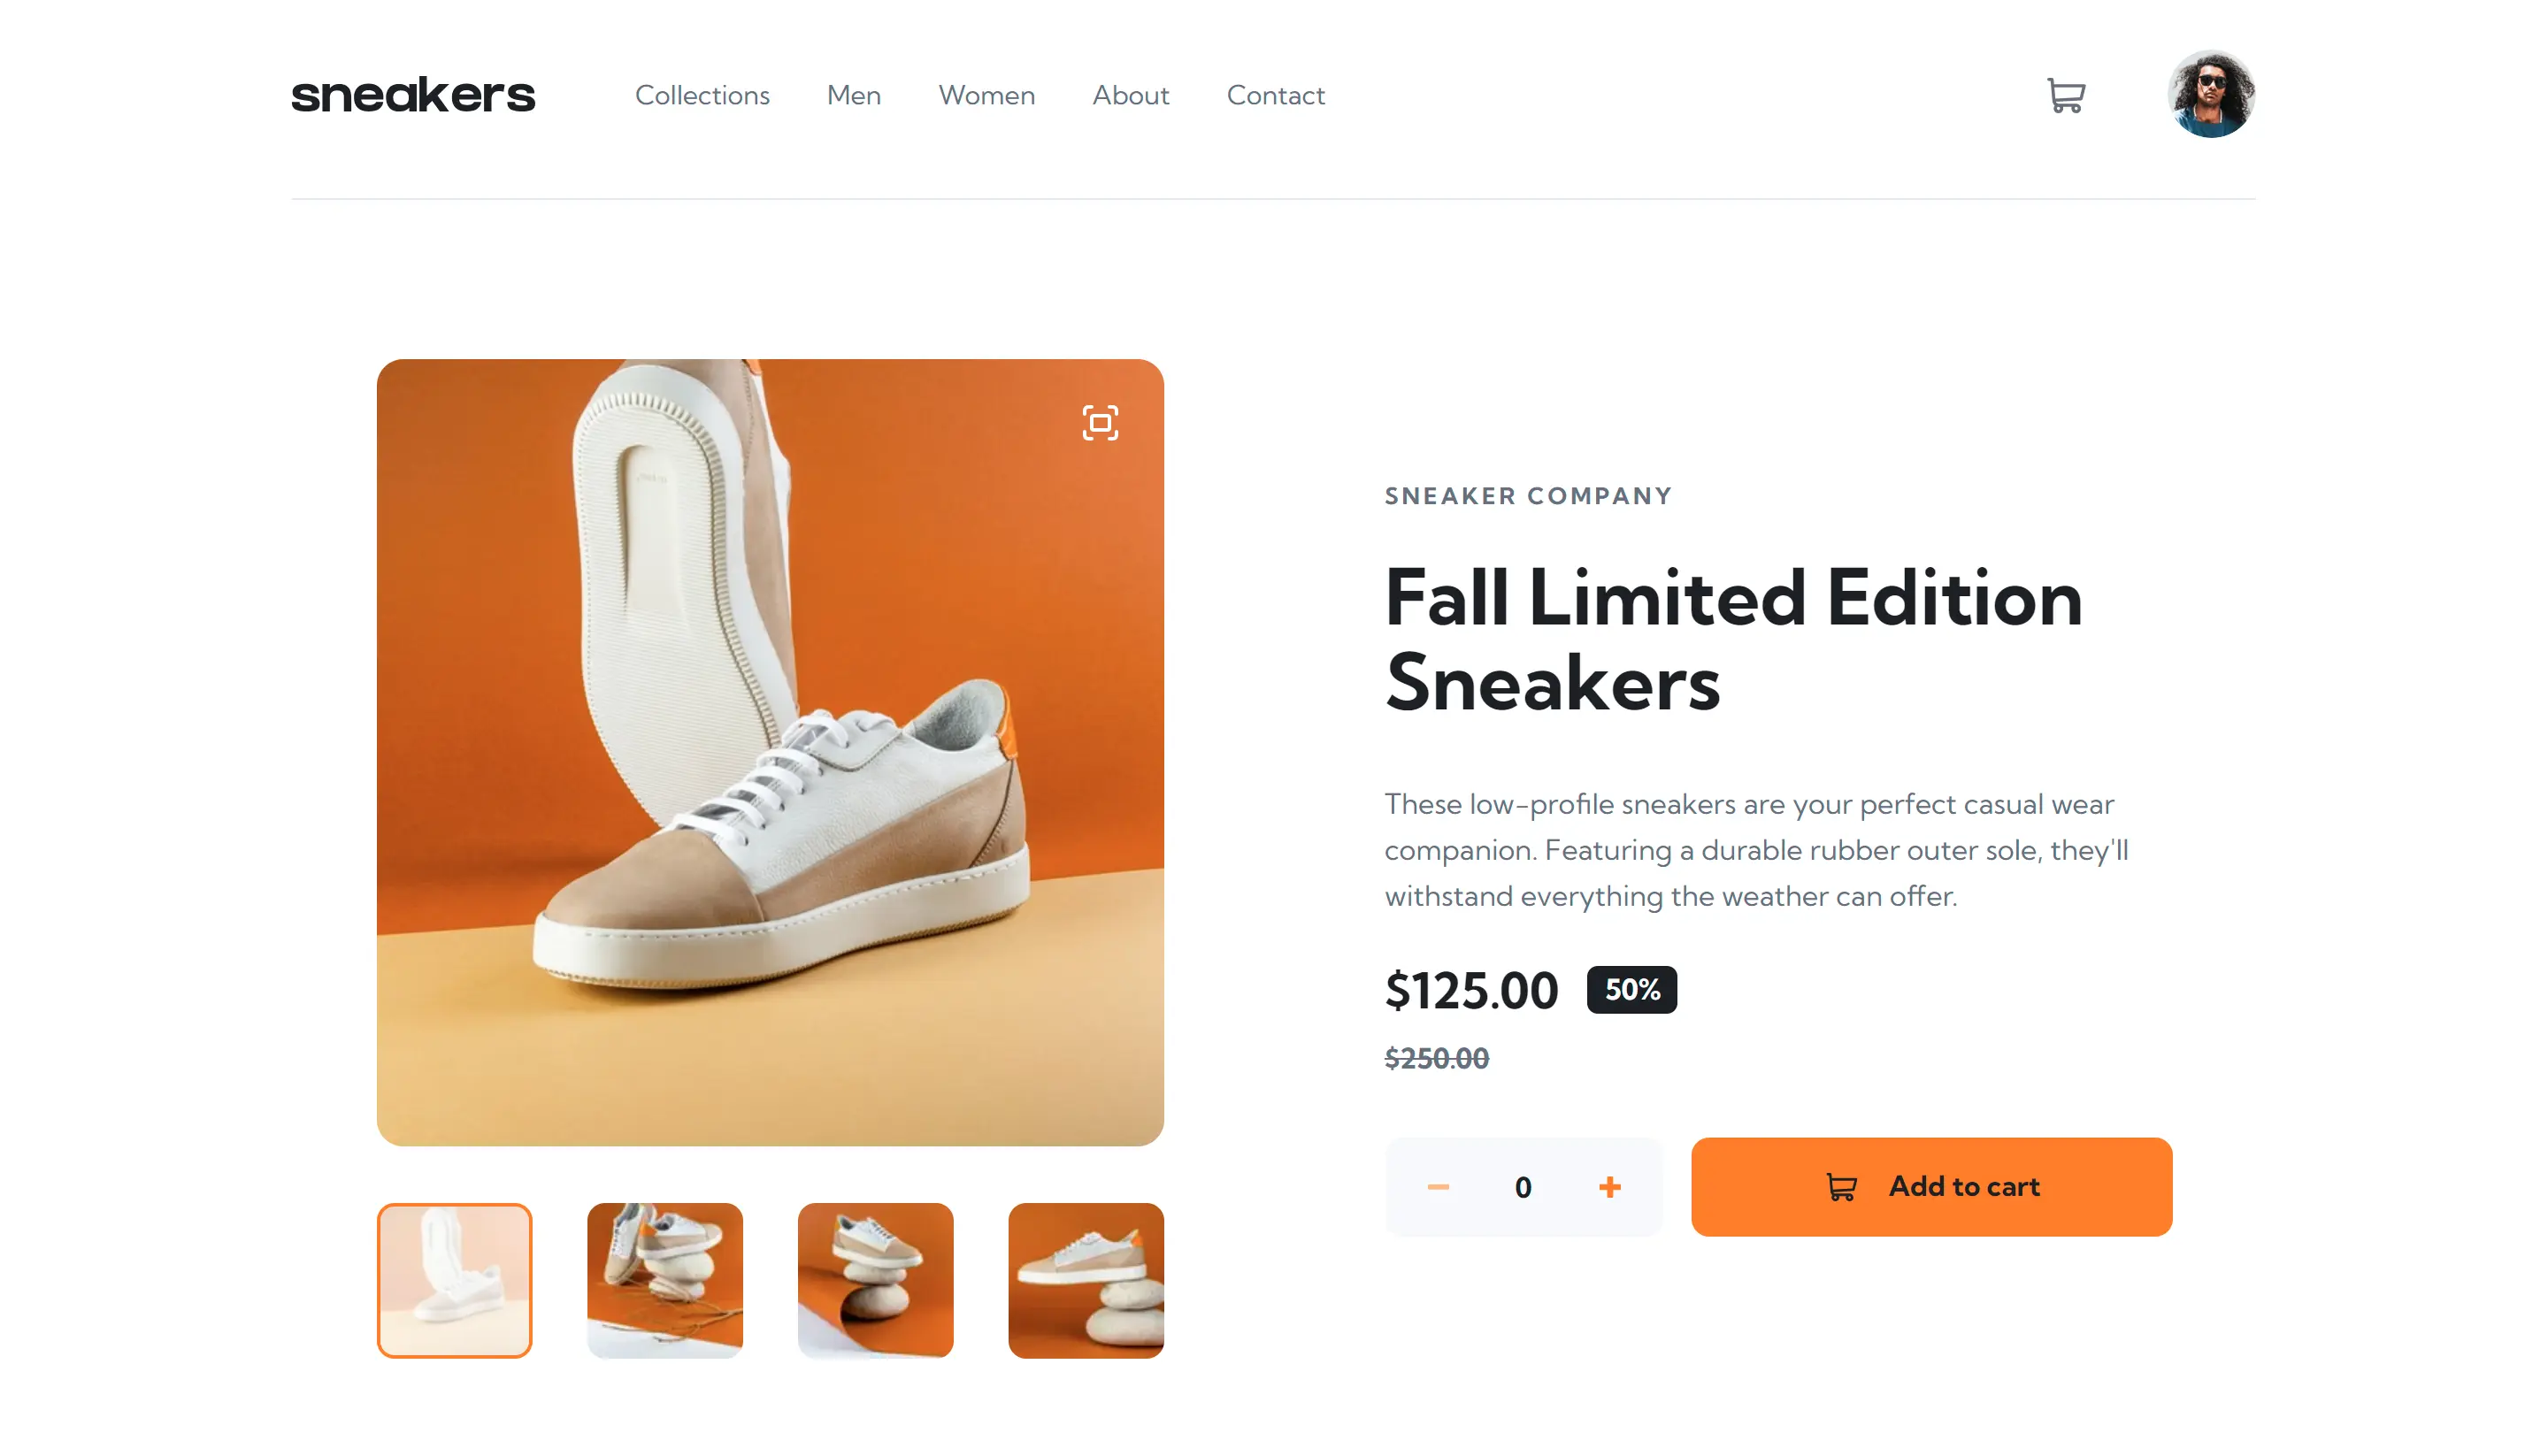 sneakers
Collections
Men
Women
About
Contact
SNEAKER COMPANY
Fall Limited Edition
Sneakers
These low-profile sneakers are your perfect casual wear
companion. Featuring a durable rubber outer sole, they'll
withstand everything the weather can offer.
$125.00 50%
$250.00
0
Add to cart